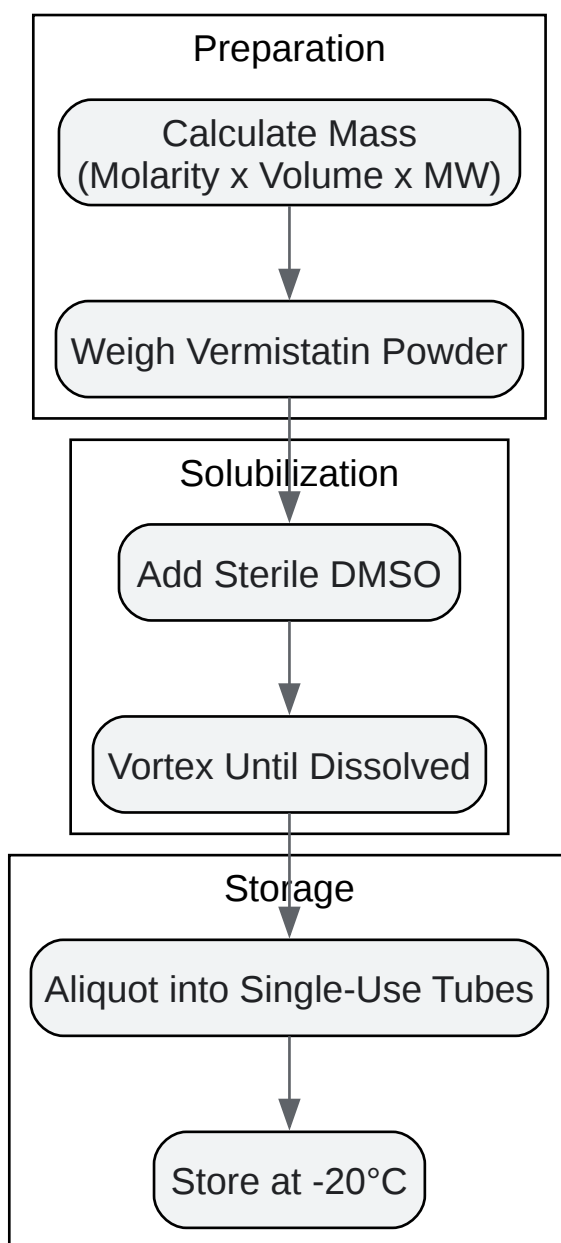 Preparation
Calculate Mass
(Molarity x Volume x MW)
Weigh Vermistatin Powder
Solubilization
Add Sterile DMSO
Vortex Until Dissolved
Storage
Aliquot into Single-Use Tubes
Store at -20°C